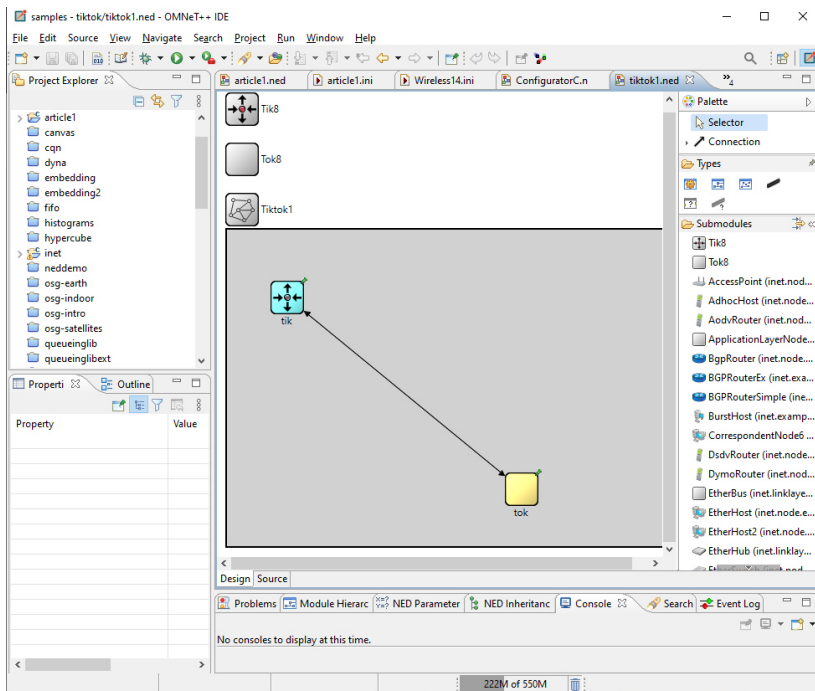 samples - tiktok/tiktok1.ned - OMNeT++ IDE
File Edit Source View Navigate Search Project Run Window Help
Project Explorer
article1
canvas
cqn
dyna
embedding
embedding2
fifo
histograms
hypercube
inet
neddemo
osg-earth
osg-indoor
osg-intro
osg-satellites
queueinglib
queueinglibext
Properti Outline
Property Value
article1.ned article1.ini Wireless14.ini ConfiguratorC.n tiktok1.ned »4
Tik8
Tok8
Tiktok1
tik
tok
Design Source
Palette
Selector
Connection
Types
Submodules
Tik8
Tok8
AccessPoint (inet.nod...
AdhocHost (inet.node...
AodvRouter (inet.nod...
ApplicationLayerNode...
BgpRouter (inet.node....
BGPRouterEx (inet.exa...
BGPRouterSimple (ine...
BurstHost (inet.examp...
CorrespondentNode6 ...
DsdvRouter (inet.node...
DymoRouter (inet.nod...
EtherBus (inet.linklaye...
EtherHost (inet.node.e...
EtherHost2 (inet.node....
EtherHub (inet.linklay...
Problems Module Hierarc NED Parameter NED Inheritanc Console Search Event Log
No consoles to display at this time.
222M of 550M